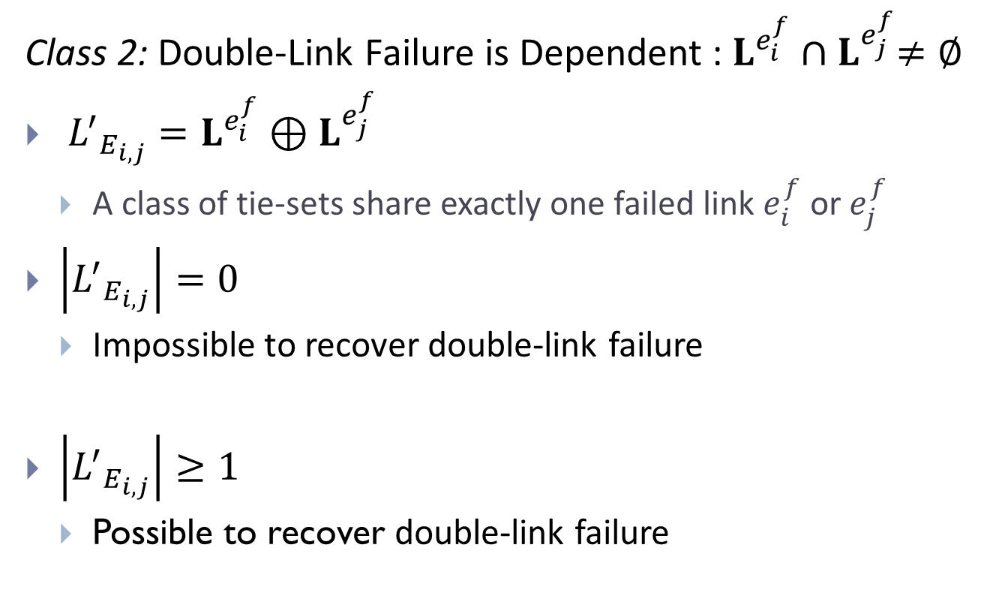 Class 2: Double-Link Failure is Dependent : $\mathbf{L}^{e_i^f} \cap \mathbf{L}^{e_j^f} \neq \emptyset$
$L'_{E_{i,j}} = \mathbf{L}^{e_i^f} \oplus \mathbf{L}^{e_j^f}$
A class of tie-sets share exactly one failed link $e_i^f$ or $e_j^f$
$\left|L'_{E_{i,j}}\right| = 0$
Impossible to recover double-link failure
$\left|L'_{E_{i,j}}\right| \geq 1$
Possible to recover double-link failure